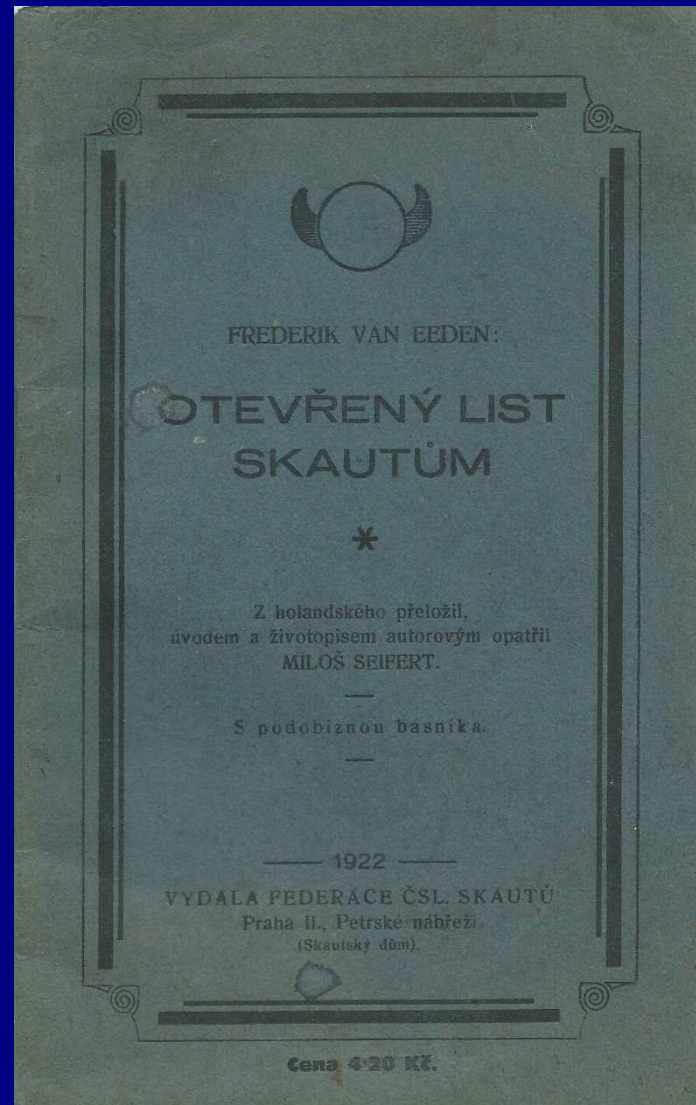 FREDERIK VAN EEDEN:
OTEVŘENÝ LIST
SKAUTŮM
*
Z holandského přeložil,
úvodem a životopisem autorovým opatřil
MILOŠ SEIFERT.
S podobiznou básníka.
1922
VYDALA FEDERACE ČSL. SKAUTŮ
Praha II., Petrské nábřeží.
(Skautský dům).
Cena 4·20 Kč.